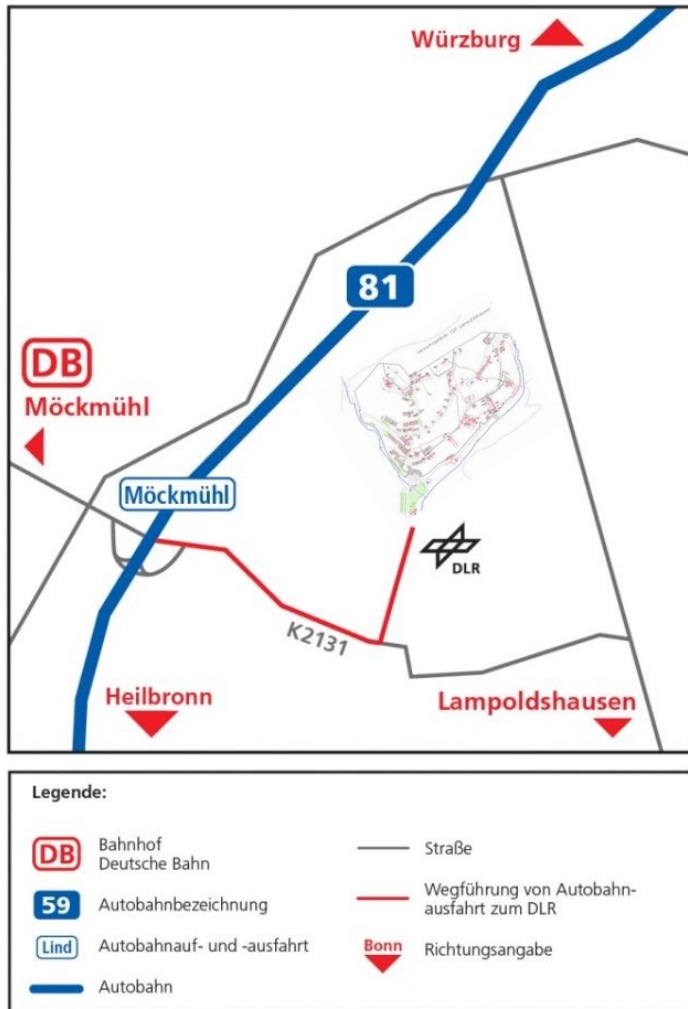 Würzburg
81
DB
Möckmühl
Möckmühl
DLR
K2131
Heilbronn
Lampoldshausen
Legende:
DB
Bahnhof
Deutsche Bahn
59
Autobahnbezeichnung
Lind
Autobahnauf- und -ausfahrt
Autobahn
Straße
Wegführung von Autobahn-
ausfahrt zum DLR
Bonn
Richtungsangabe